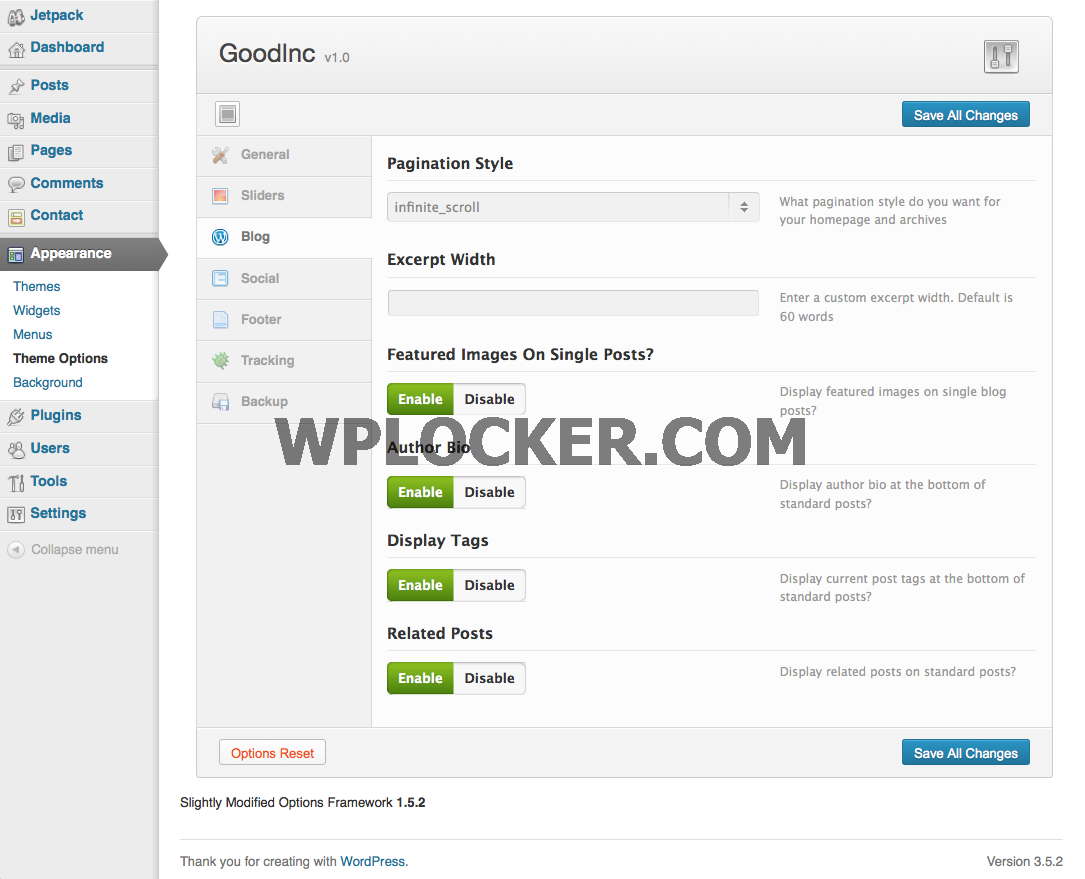 Jetpack
Dashboard
Posts
Media
Pages
Comments
Contact
Appearance
Themes
Widgets
Menus
Theme Options
Background
Plugins
Users
Tools
Settings
Collapse menu
GoodInc v1.0
Save All Changes
General
Sliders
Blog
Social
Footer
Tracking
Backup
Pagination Style
infinite_scroll
What pagination style do you want for
your homepage and archives
Excerpt Width
Enter a custom excerpt width. Default is
60 words
Featured Images On Single Posts?
Enable Disable
Display featured images on single blog
posts?
WPLOCKER.COM
Author Bio
Enable Disable
Display author bio at the bottom of
standard posts?
Display Tags
Enable Disable
Display current post tags at the bottom of
standard posts?
Related Posts
Enable Disable
Display related posts on standard posts?
Options Reset
Save All Changes
Slightly Modified Options Framework 1.5.2
Thank you for creating with WordPress.
Version 3.5.2